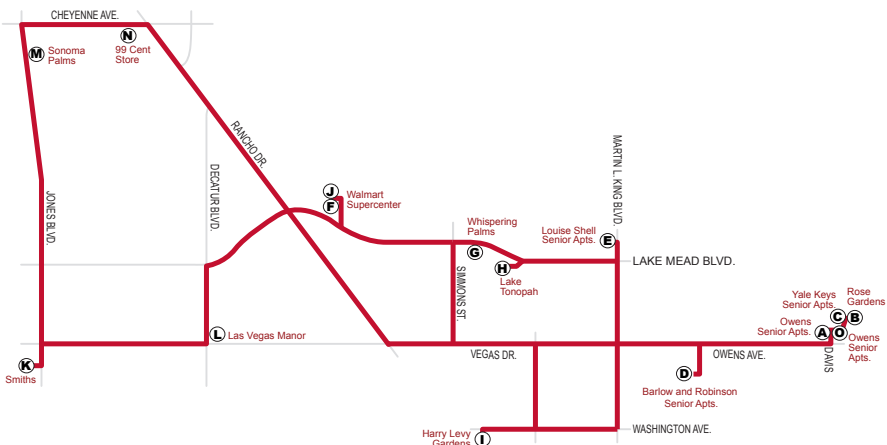 CHEYENNE AVE.
N
99 Cent
Store
M
Sonoma
Palms
RANCHO DR.
DECATUR BLVD.
JONES BLVD.
MARTIN L. KING BLVD.
J
F
Walmart
Supercenter
Whispering
Palms
G
Louise Shell
Senior Apts.
E
H
Lake
Tonopah
LAKE MEAD BLVD.
SIMMONS ST.
Yale Keys
Senior Apts.
C
Rose
Gardens
B
Owens
Senior Apts.
A
O
Owens
Senior
Apts.
L
Las Vegas Manor
VEGAS DR.
OWENS AVE.
DAVIS
K
Smiths
D
Barlow and Robinson
Senior Apts.
Harry Levy
Gardens
I
WASHINGTON AVE.